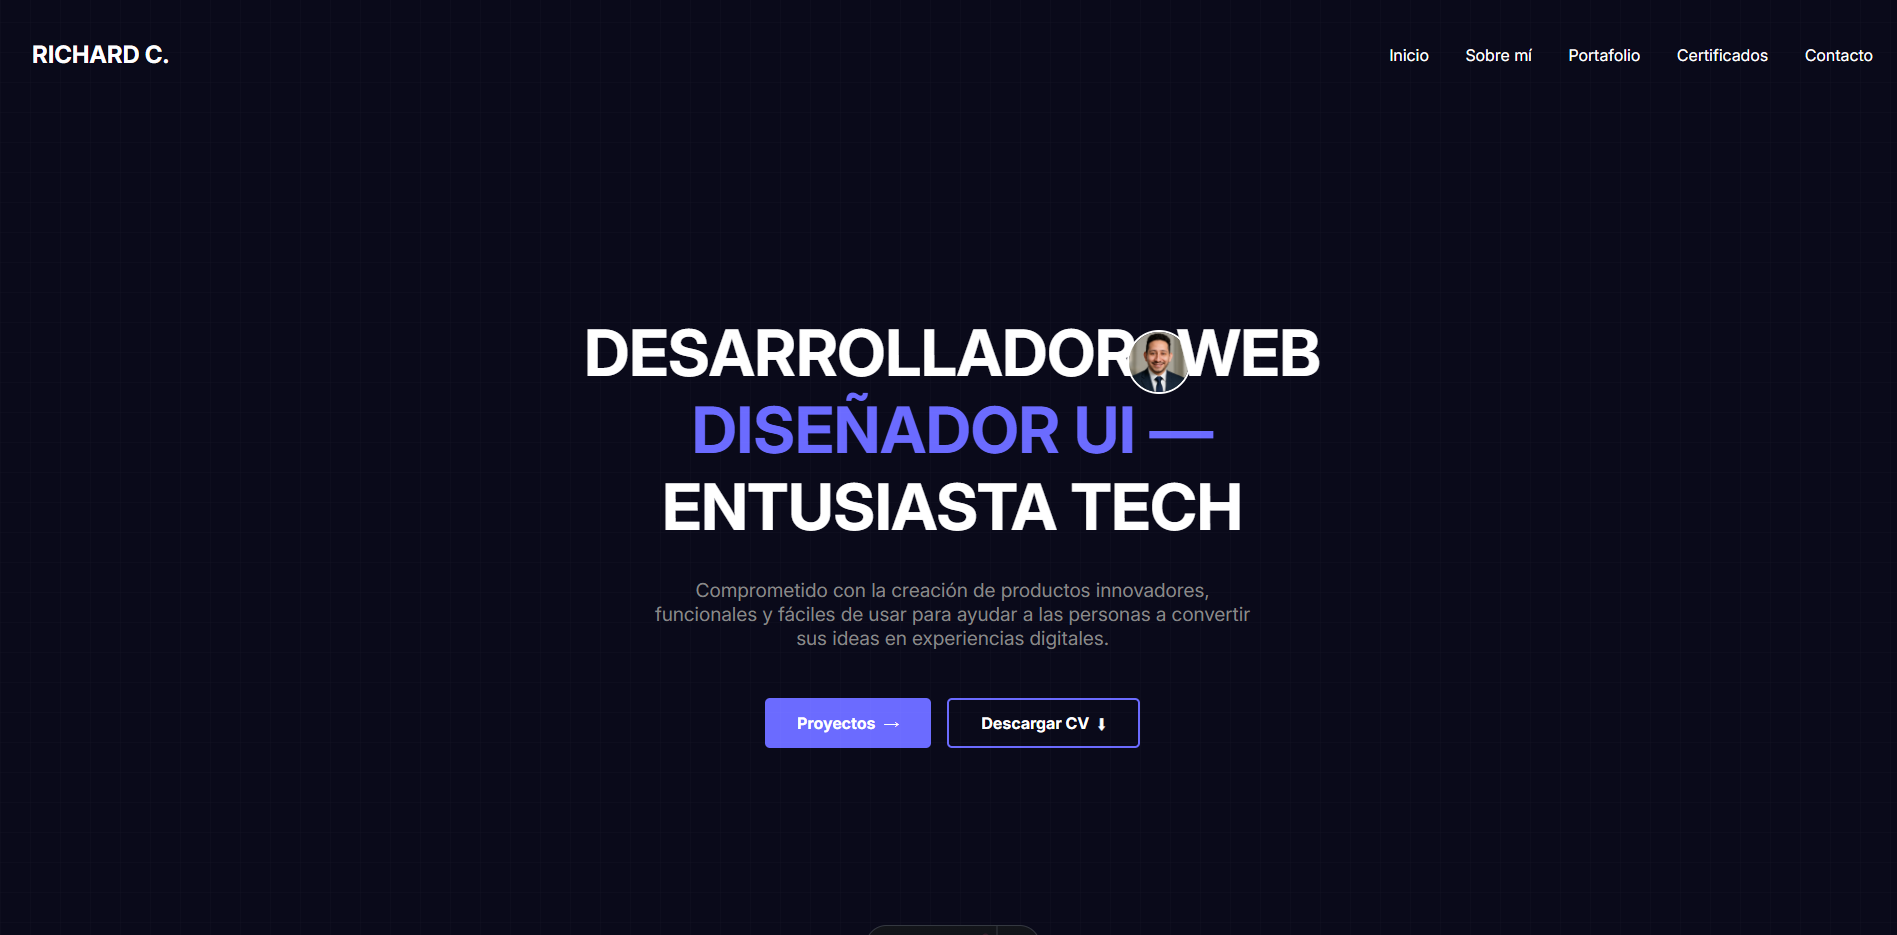 RICHARD C.
Inicio
Sobre mí
Portafolio
Certificados
Contacto
DESARROLLADOR WEB
DISEÑADOR UI —
ENTUSIASTA TECH
Comprometido con la creación de productos innovadores,
funcionales y fáciles de usar para ayudar a las personas a convertir
sus ideas en experiencias digitales.
Proyectos →
Descargar CV ⬇